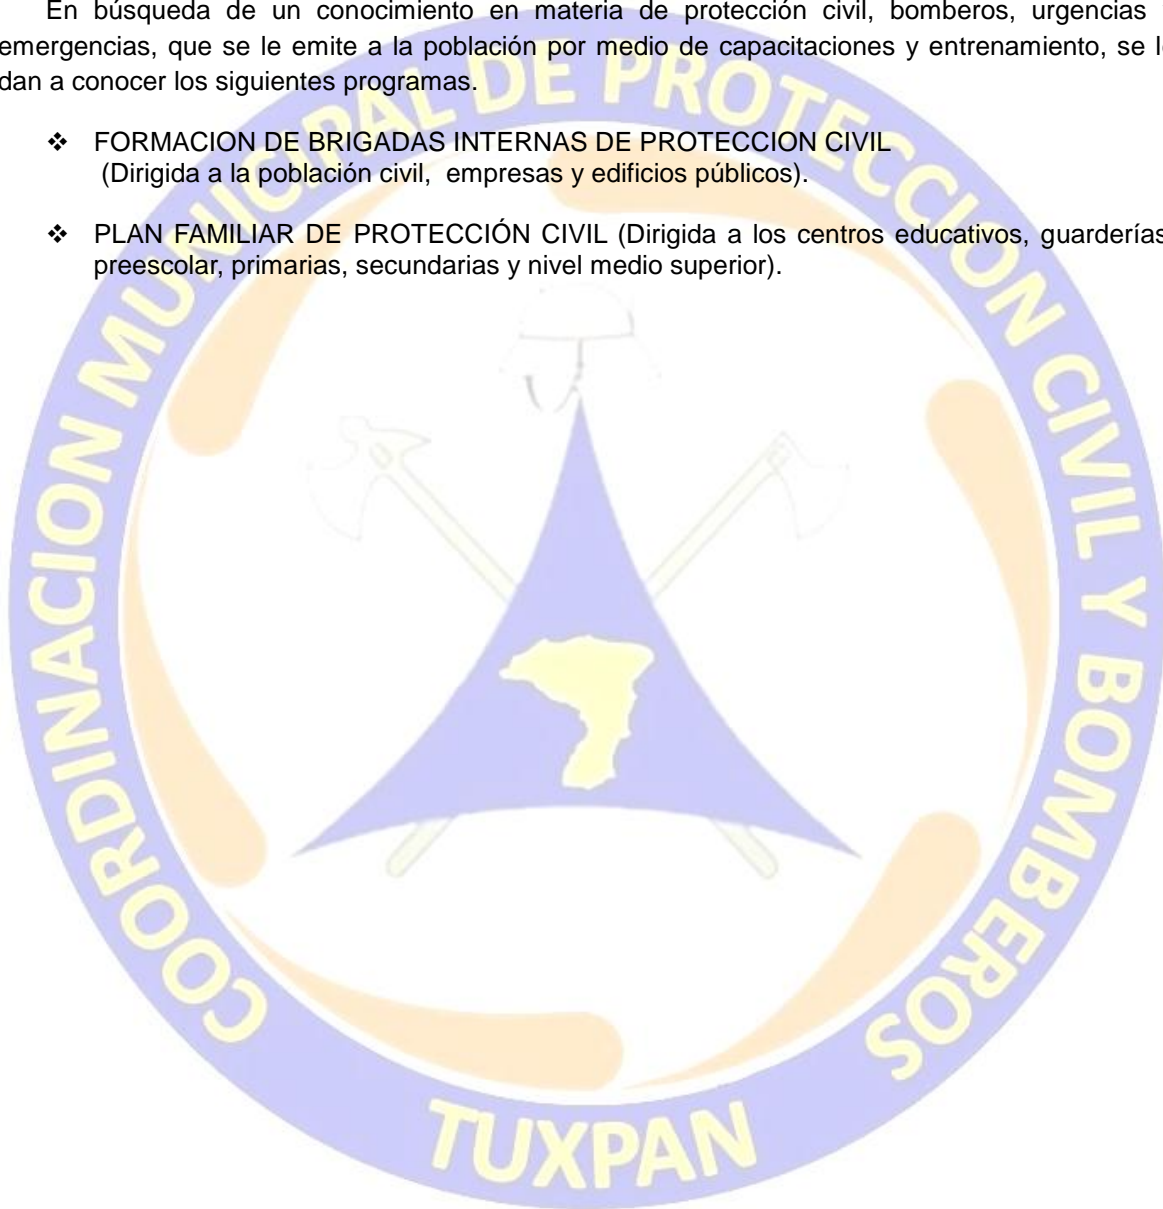 En búsqueda de un conocimiento en materia de protección civil, bomberos, urgencias
emergencias, que se le emite a la población por medio de capacitaciones y entrenamiento, se
dan a conocer los siguientes programas.
❖ FORMACION DE BRIGADAS INTERNAS DE PROTECCION CIVIL
(Dirigida a la población civil, empresas y edificios públicos).
❖ PLAN FAMILIAR DE PROTECCIÓN CIVIL (Dirigida a los centros educativos, guarderías
preescolar, primarias, secundarias y nivel medio superior).
COORDINACION MUNICIPAL DE PROTECCION CIVIL Y BOMBEROS
TUXPAN